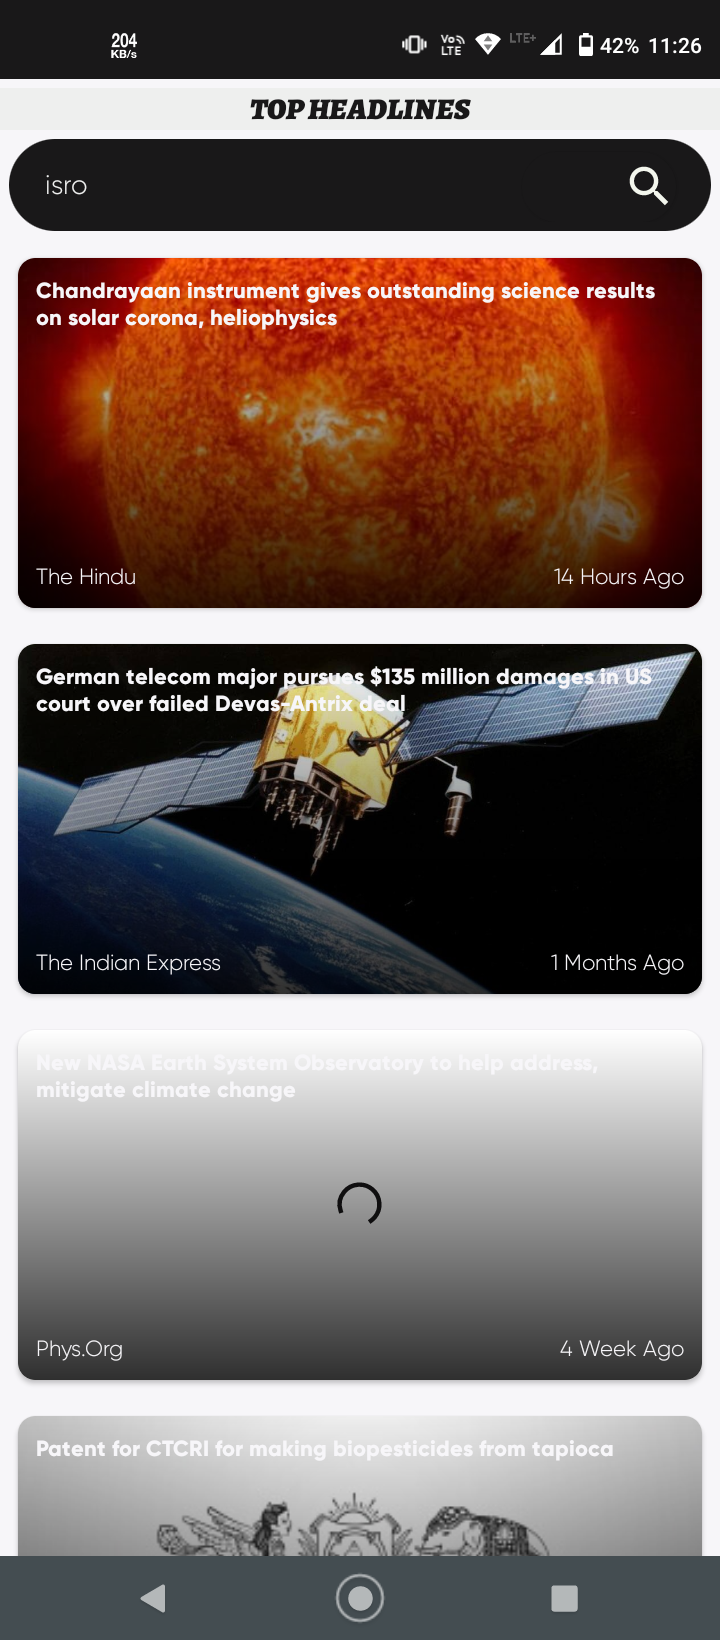 204
KB/s
Vo
LTE
LTE+
42% 11:26
TOP HEADLINES
isro
Chandrayaan instrument gives outstanding science results
on solar corona, heliophysics
The Hindu
14 Hours Ago
German telecom major pursues $135 million damages in US
court over failed Devas-Antrix deal
The Indian Express
1 Months Ago
New NASA Earth System Observatory to help address,
mitigate climate change
Phys.Org
4 Week Ago
Patent for CTCRI for making biopesticides from tapioca